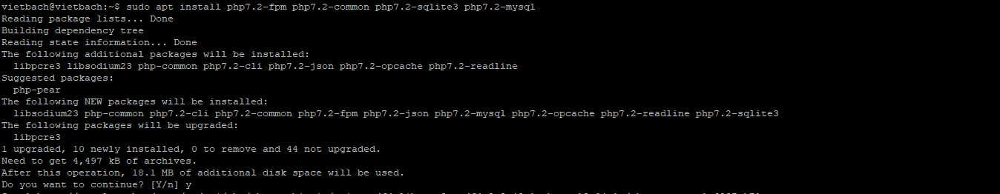 vietbach@vietbach:~$ sudo apt install php7.2-fpm php7.2-common php7.2-sqlite3 php7.2-mysql
Reading package lists... Done
Building dependency tree
Reading state information... Done
The following additional packages will be installed:
libpcre3 libsodium23 php-common php7.2-cli php7.2-json php7.2-opcache php7.2-readline
Suggested packages:
php-pear
The following NEW packages will be installed:
libsodium23 php-common php7.2-cli php7.2-common php7.2-fpm php7.2-json php7.2-mysql php7.2-opcache php7.2-readline php7.2-sqlite3
The following packages will be upgraded:
libpcre3
1 upgraded, 10 newly installed, 0 to remove and 44 not upgraded.
Need to get 4,497 kB of archives.
After this operation, 18.1 MB of additional disk space will be used.
Do you want to continue? [Y/n] y